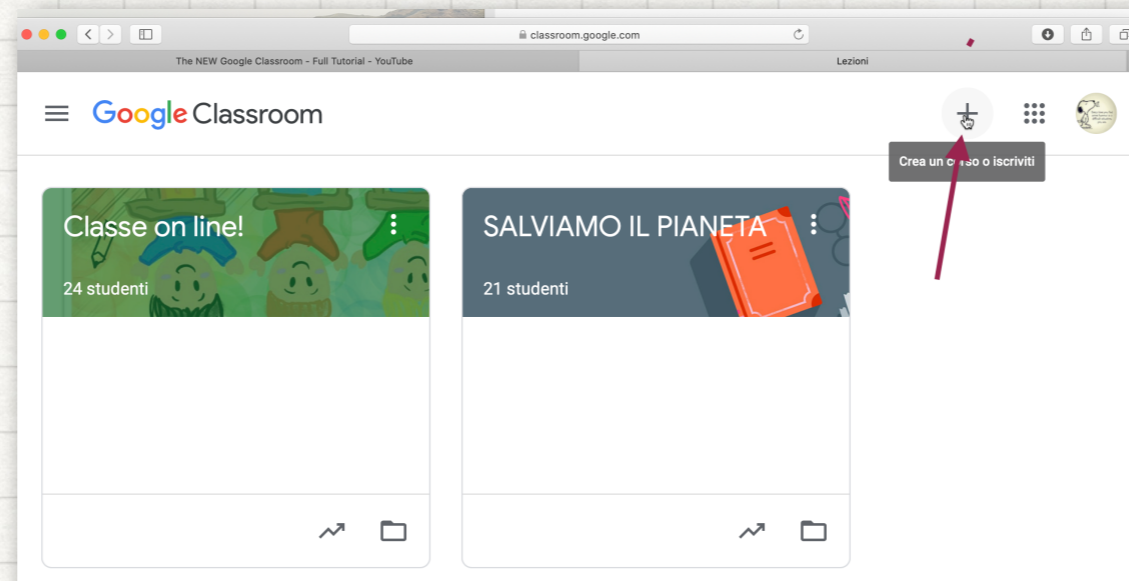 classroom.google.com
The NEW Google Classroom - Full Tutorial - YouTube
Lezioni
Google Classroom
Crea un corso o iscriviti
Classe on line!
24 studenti
SALVIAMO IL PIANETA
21 studenti